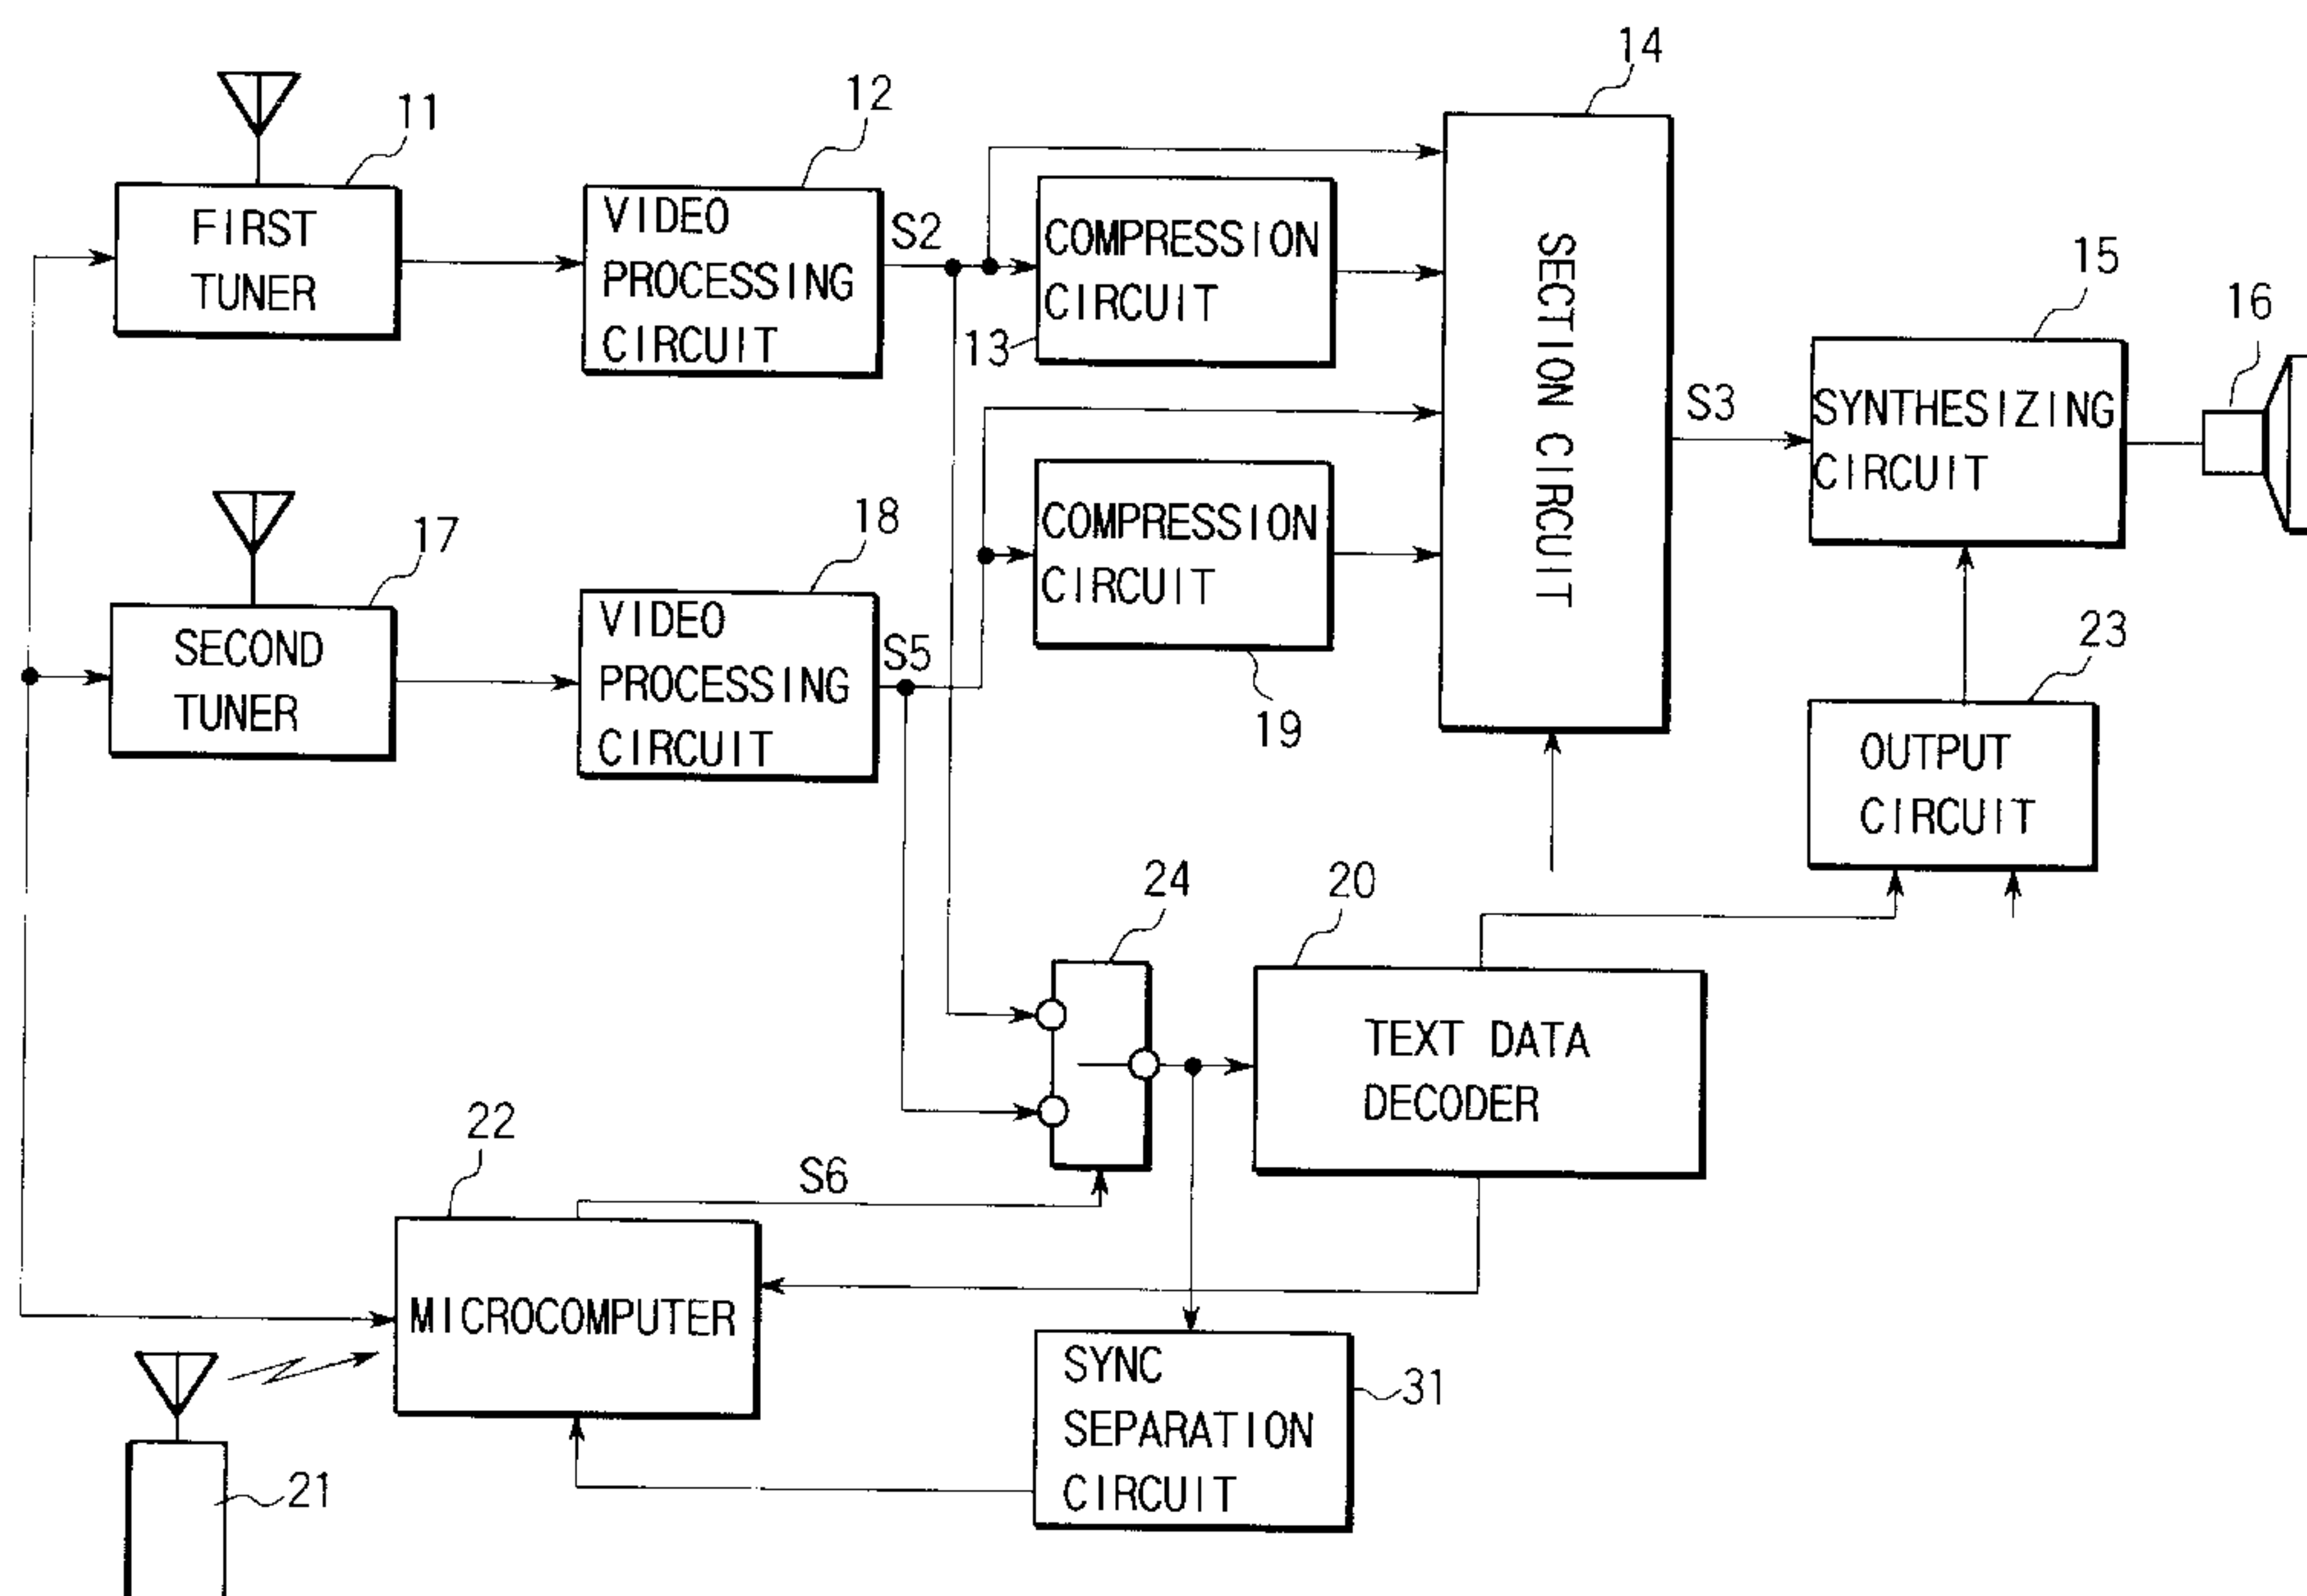 14
11
12
FIRST
TUNER
VIDEO
PROCESSING
CIRCUIT
S2
COMPRESSION
CIRCUIT
13
SECTION CIRCUIT
15
16
S3
SYNTHESIZING
CIRCUIT
17
18
SECOND
TUNER
VIDEO
PROCESSING
CIRCUIT
S5
COMPRESSION
CIRCUIT
19
23
OUTPUT
CIRCUIT
24
20
TEXT DATA
DECODER
22
S6
MICROCOMPUTER
SYNC
SEPARATION
CIRCUIT
31
21